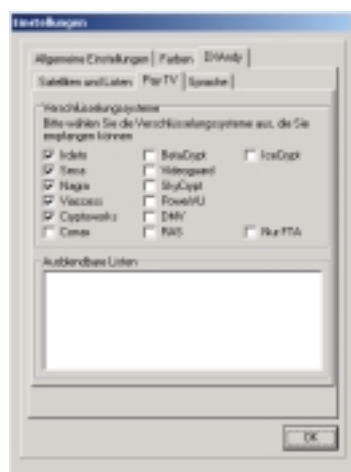 Einstellungen
Allgemeine Einstellungen Farben
Satelliten und Listen Pay TV Sprache
Verschlüsselungssysteme
Bitte wählen Sie die Verschlüsselungssysteme aus, die Sie
empfangen können
Irdeto BetaCrypt IceCrypt
Seca Videoguard
Nagra SkyCrypt
Viaccess PowerVU
Cryptoworks DMV
Conax RAS Nur FTA
Ausblendbare Listen
OK